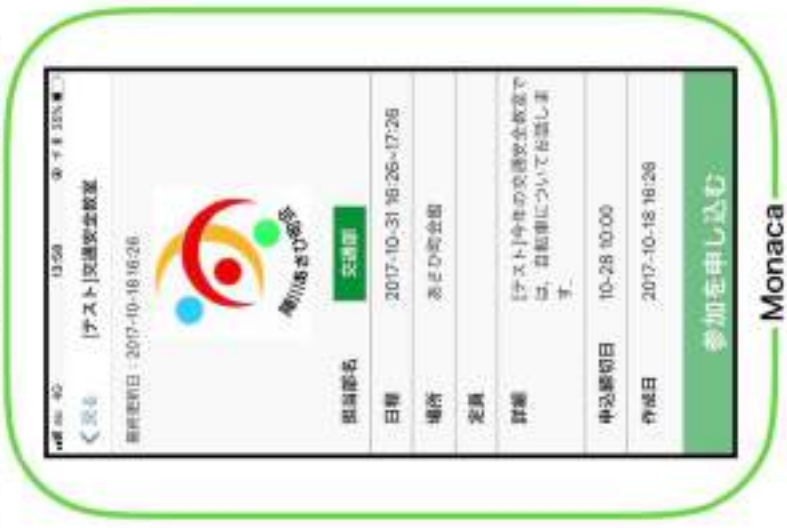 4G 13:58 35%
戻る [テスト]交通安全教室
最終更新日:2017-10-18 16:26
あさひ町会
担当部名 交通部
日程 2017-10-31 16:26~17:26
場所 あさひ町会館
定員
詳細 [テスト]今年の交通安全教室で
は、自転車についてお話しま
す。
申込締切日 10-28 10:00
作成日 2017-10-18 16:26
参加を申し込む
Monaca